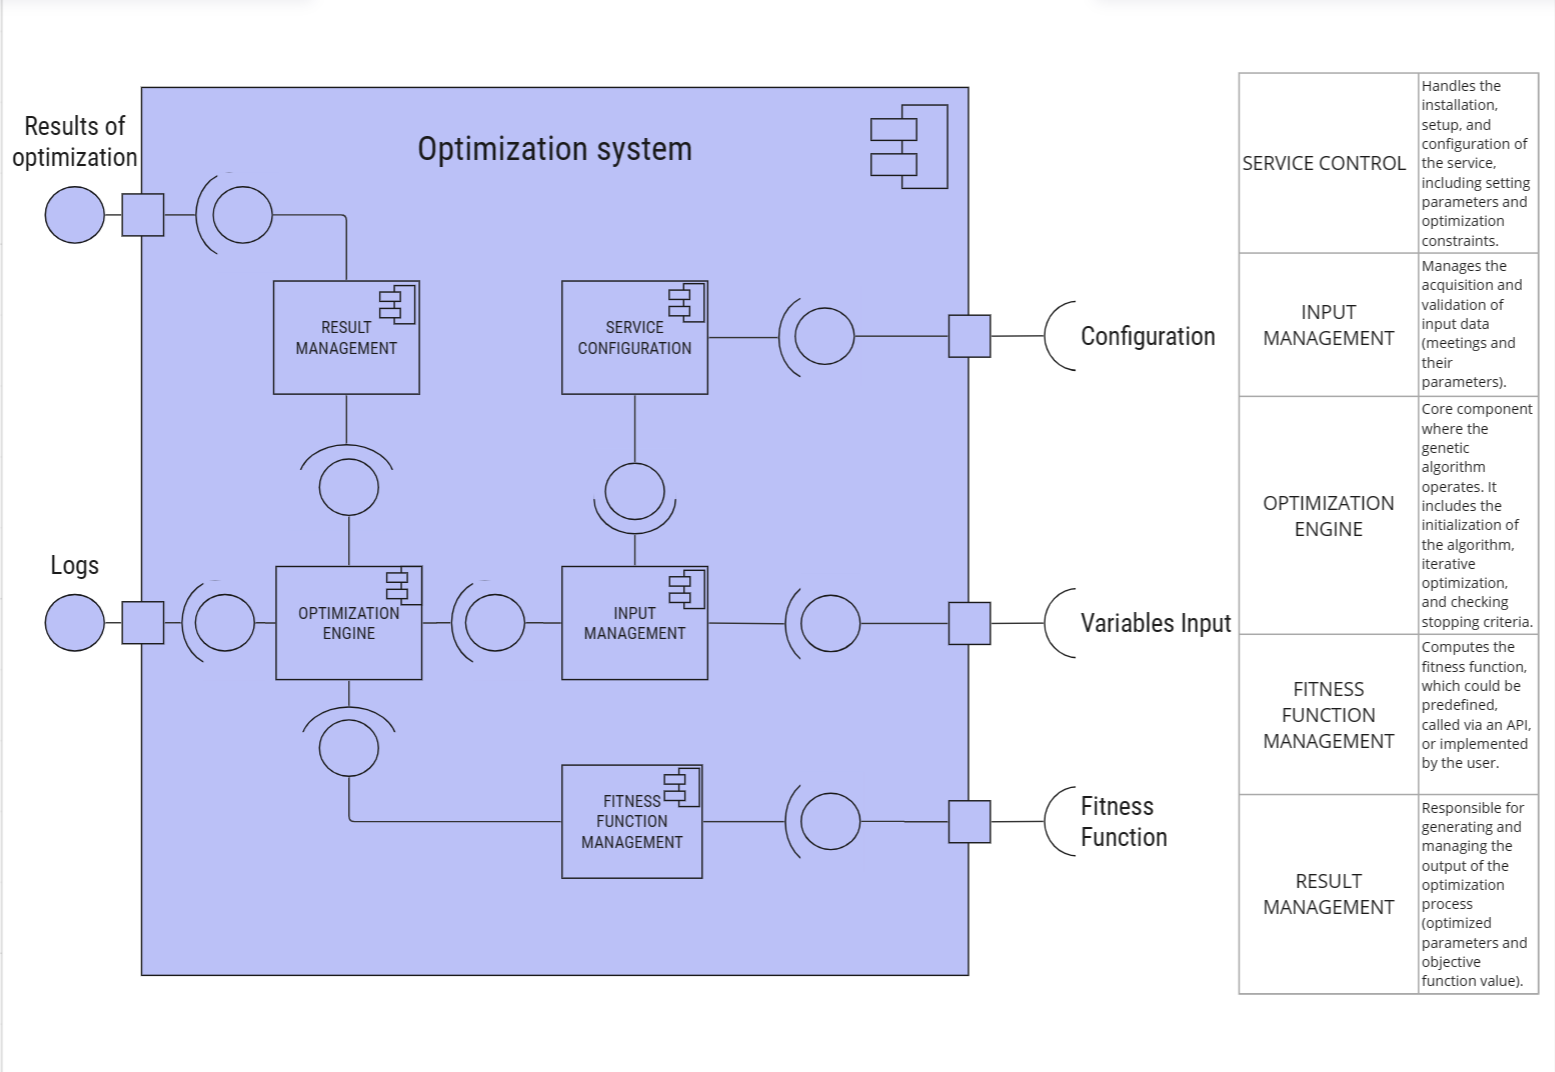 Optimization system
Results of
optimization
RESULT
MANAGEMENT
SERVICE
CONFIGURATION
Configuration
Logs
OPTIMIZATION
ENGINE
INPUT
MANAGEMENT
Variables Input
FITNESS
FUNCTION
MANAGEMENT
Fitness
Function
SERVICE CONTROL
Handles the
installation,
setup, and
configuration of
the service,
including setting
parameters and
optimization
constraints.
INPUT
MANAGEMENT
Manages the
acquisition and
validation of
input data
(meetings and
their
parameters).
OPTIMIZATION
ENGINE
Core component
where the
genetic
algorithm
operates. It
includes the
initialization of
the algorithm,
iterative
optimization,
and checking
stopping criteria.
FITNESS
FUNCTION
MANAGEMENT
Computes the
fitness function,
which could be
predefined,
called via an API,
or implemented
by the user.
RESULT
MANAGEMENT
Responsible for
generating and
managing the
output of the
optimization
process
(optimized
parameters and
objective
function value).